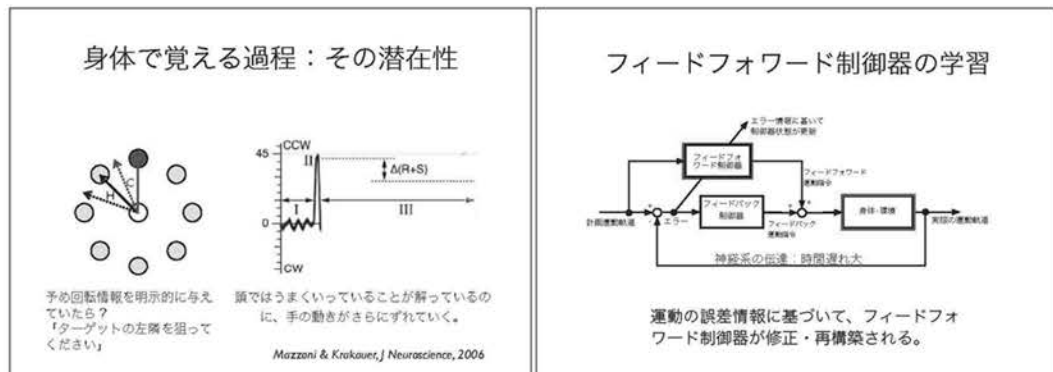 身体で覚える過程：その潜在性
CCW
45
II
Δ(R+S)
H
C
I
III
0
CW
予め回転情報を明示的に与え
ていたら？
「ターゲットの左隣を狙って
ください」
頭ではうまくいっていることが解っているの
に、手の動きがさらにずれていく。
Mazzoni & Krakauer, J Neuroscience, 2006
フィードフォワード制御器の学習
エラー情報に基いて
制御器状態が更新
フィードフォ
ワード制御器
フィードフォワード
運動指令
計画運動軌道
+
-
エラー
フィードバック
制御器
フィードバック
運動指令
+
+
身体・環境
実際の運動軌道
神経系の伝達：時間遅れ大
運動の誤差情報に基づいて、フィードフォ
ワード制御器が修正・再構築される。